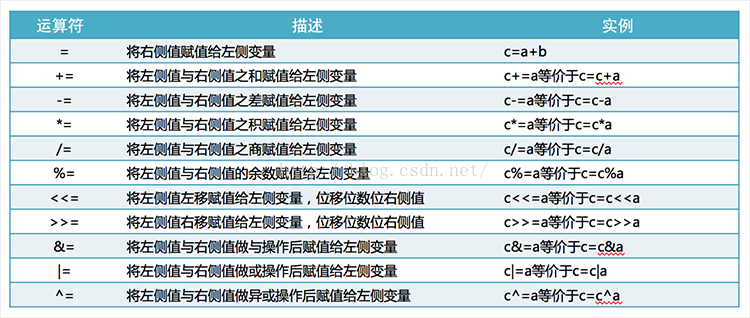 运算符 描述 实例
= 将右侧值赋值给左侧变量 c=a+b
+= 将左侧值与右侧值之和赋值给左侧变量 c+=a等价于c=c+a
-= 将左侧值与右侧值之差赋值给左侧变量 c-=a等价于c=c-a
*= 将左侧值与右侧值之积赋值给左侧变量 c*=a等价于c=c*a
/= 将左侧值与右侧值之商赋值给左侧变量 c/=a等价于c=c/a
%= 将左侧值与右侧值的余数赋值给左侧变量 c%=a等价于c=c%a
<<= 将左侧值左移赋值给左侧变量，位移位数位右侧值 c<<=a等价于c=c<<a
>>= 将左侧值右移赋值给左侧变量，位移位数位右侧值 c>>=a等价于c=c>>a
&= 将左侧值与右侧值做与操作后赋值给左侧变量 c&=a等价于c=c&a
|= 将左侧值与右侧值做或操作后赋值给左侧变量 c|=a等价于c=c|a
^= 将左侧值与右侧值做异或操作后赋值给左侧变量 c^=a等价于c=c^a